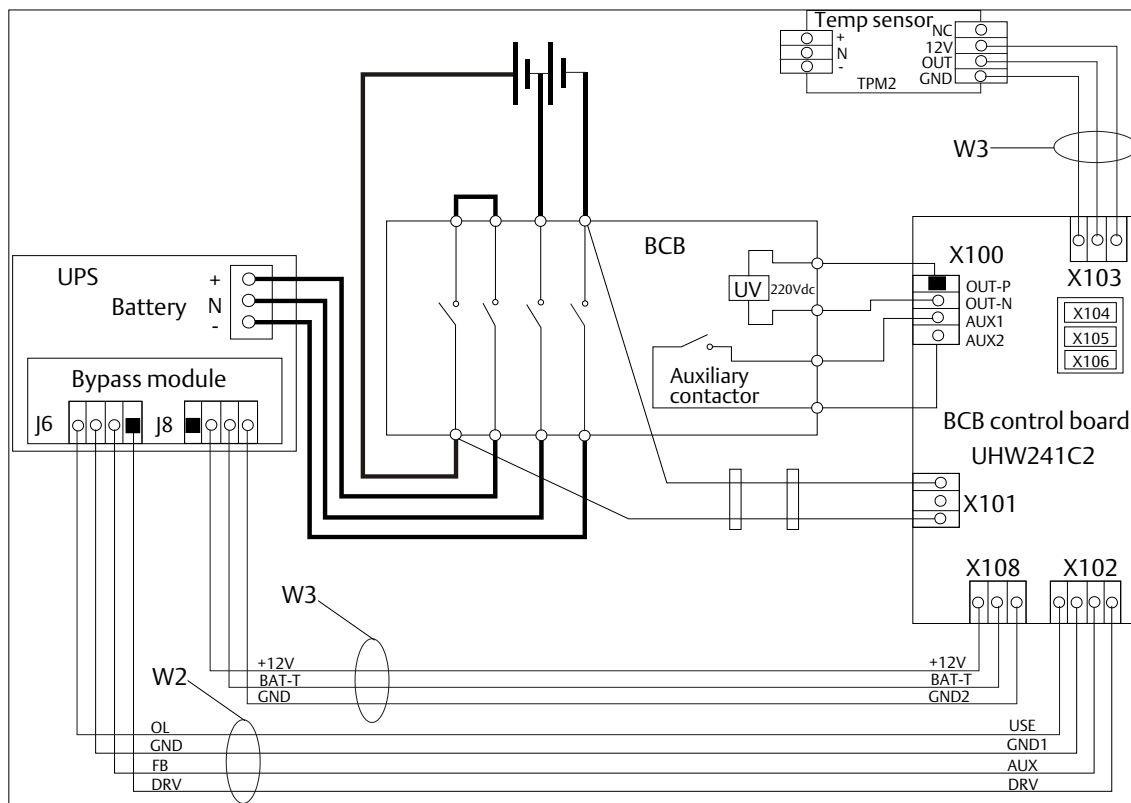 Temp sensor
+
N
-
NC
12V
OUT
GND
TPM2
W3
BCB
UV
220Vdc
Auxiliary
contactor
X100
OUT-P
OUT-N
AUX1
AUX2
X103
X104
X105
X106
BCB control board
UHW241C2
X101
X108
X102
UPS
Battery
+
N
-
Bypass module
J6
J8
W3
+12V
+12V
BAT-T
BAT-T
GND
GND2
W2
OL
USE
GND
GND1
FB
AUX
DRV
DRV